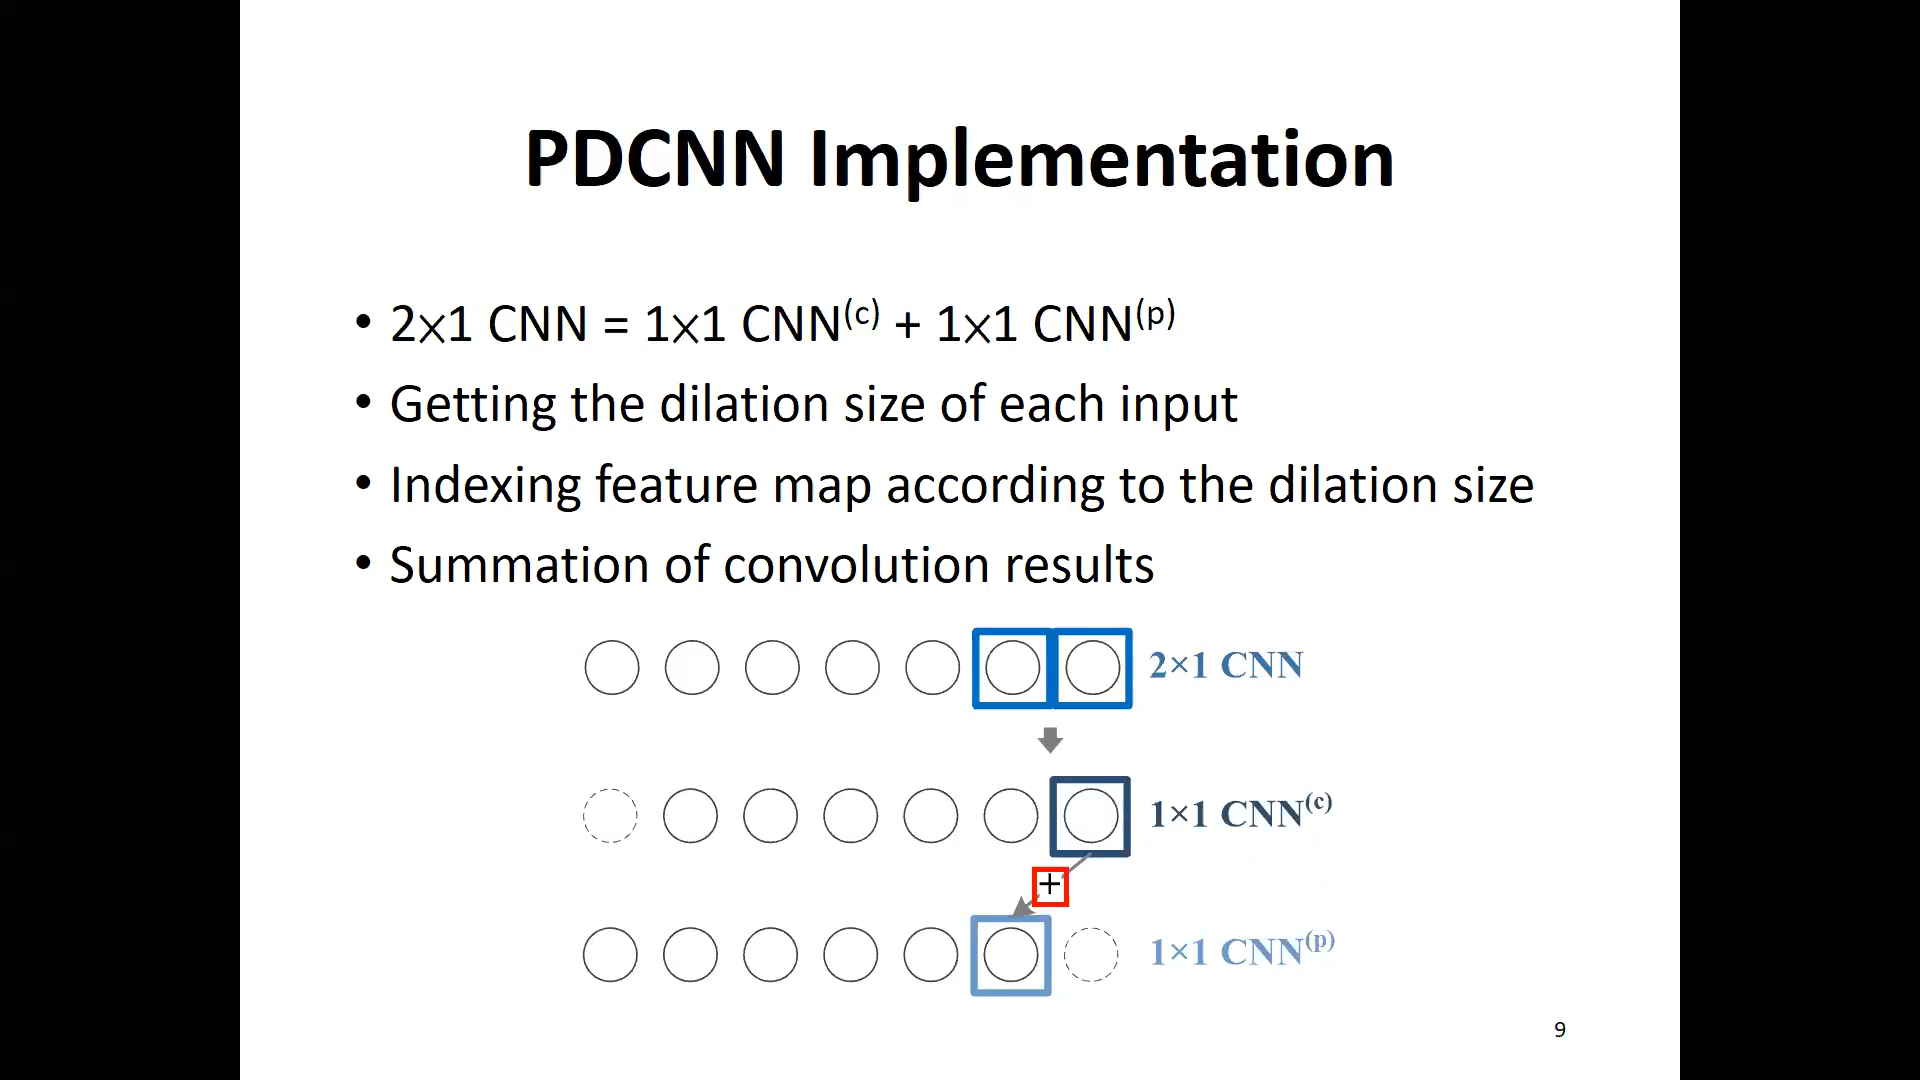 PDCNN Implementation
• 2×1 CNN = 1×1 CNN(c) + 1×1 CNN(p)
• Getting the dilation size of each input
• Indexing feature map according to the dilation size
• Summation of convolution results
2×1 CNN
1×1 CNN(c)
+
1×1 CNN(p)
9